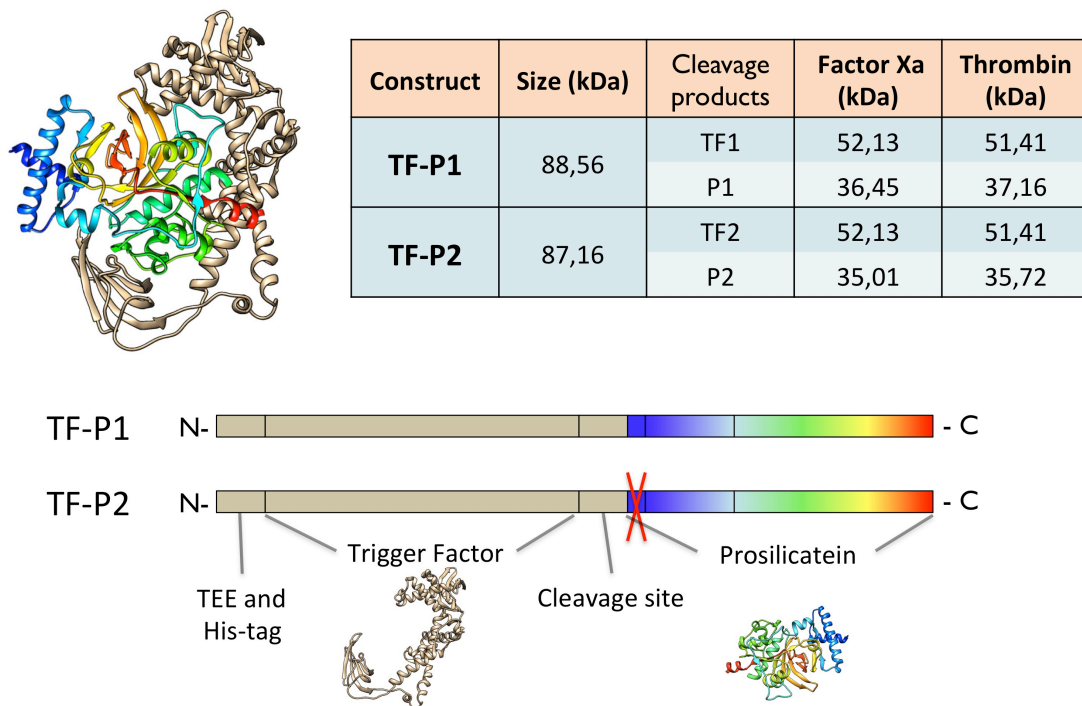 Construct Size (kDa) Cleavage products Factor Xa (kDa) Thrombin (kDa)
TF-P1 88,56 TF1 52,13 51,41
P1 36,45 37,16
TF-P2 87,16 TF2 52,13 51,41
P2 35,01 35,72
TF-P1 N- - C
TF-P2 N- - C
Trigger Factor Prosilicatein
TEE and Cleavage site
His-tag